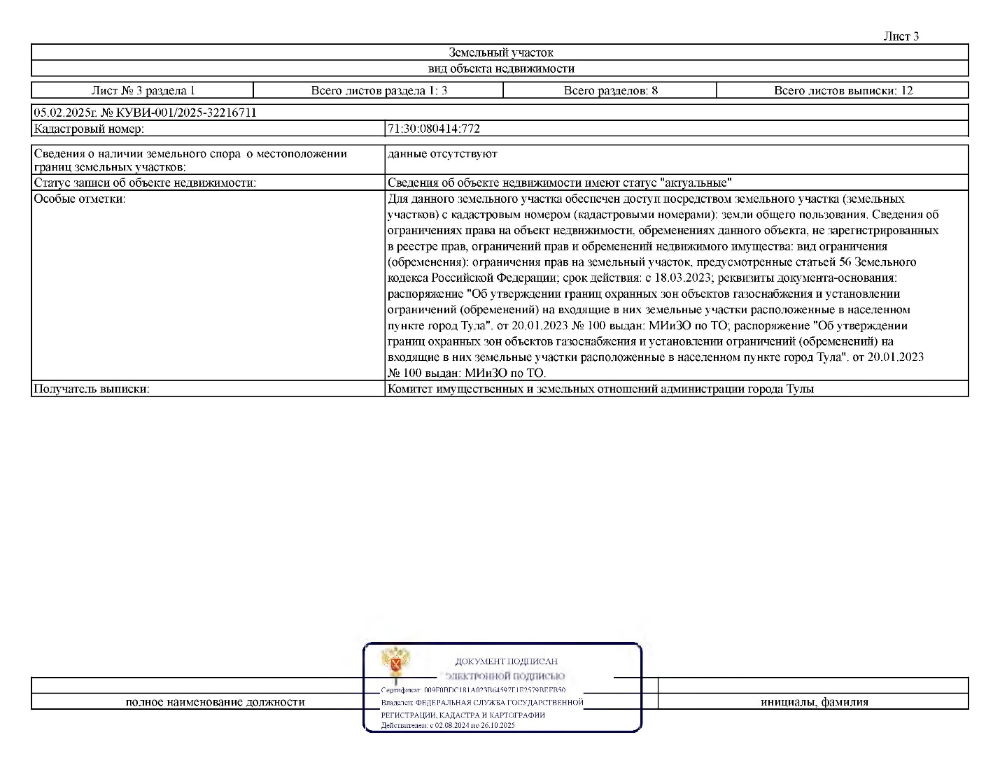 Лист 3
Земельный участок
вид объекта недвижимости
Лист № 3 раздела 1
Всего листов раздела 1: 3
Всего разделов: 8
Всего листов выписки: 12
05.02.2025г. № КУВИ-001/2025-32216711
Кадастровый номер:
71:30:080414:772
Сведения о наличии земельного спора о местоположении
границ земельных участков:
данные отсутствуют
Статус записи об объекте недвижимости:
Сведения об объекте недвижимости имеют статус "актуальные"
Особые отметки:
Для данного земельного участка обеспечен доступ посредством земельного участка (земельных
участков) с кадастровым номером (кадастровыми номерами): земли общего пользования. Сведения об
ограничениях права на объект недвижимости, обременениях данного объекта, не зарегистрированных
в реестре прав, ограничений прав и обременений недвижимого имущества: вид ограничения
(обременения): ограничения прав на земельный участок, предусмотренные статьей 56 Земельного
кодекса Российской Федерации; срок действия: с 18.03.2023; реквизиты документа-основания:
распоряжение "Об утверждении границ охранных зон объектов газоснабжения и установлении
ограничений (обременений) на входящие в них земельные участки расположенные в населенном
пункте город Тула". от 20.01.2023 № 100 выдан: МИиЗО по ТО; распоряжение "Об утверждении
границ охранных зон объектов газоснабжения и установлении ограничений (обременений) на
входящие в них земельные участки расположенные в населенном пункте город Тула". от 20.01.2023
№ 100 выдан: МИиЗО по ТО.
Получатель выписки:
Комитет имущественных и земельных отношений администрации города Тулы
ДОКУМЕНТ ПОДПИСАН
ЭЛЕКТРОННОЙ ПОДПИСЬЮ
Сертификат:
Владелец: ФЕДЕРАЛЬНАЯ СЛУЖБА ГОСУДАРСТВЕННОЙ
РЕГИСТРАЦИИ, КАДАСТРА И КАРТОГРАФИИ
Действителен: с 02.08.2024 по 26.10.2025
полное наименование должности
инициалы, фамилия